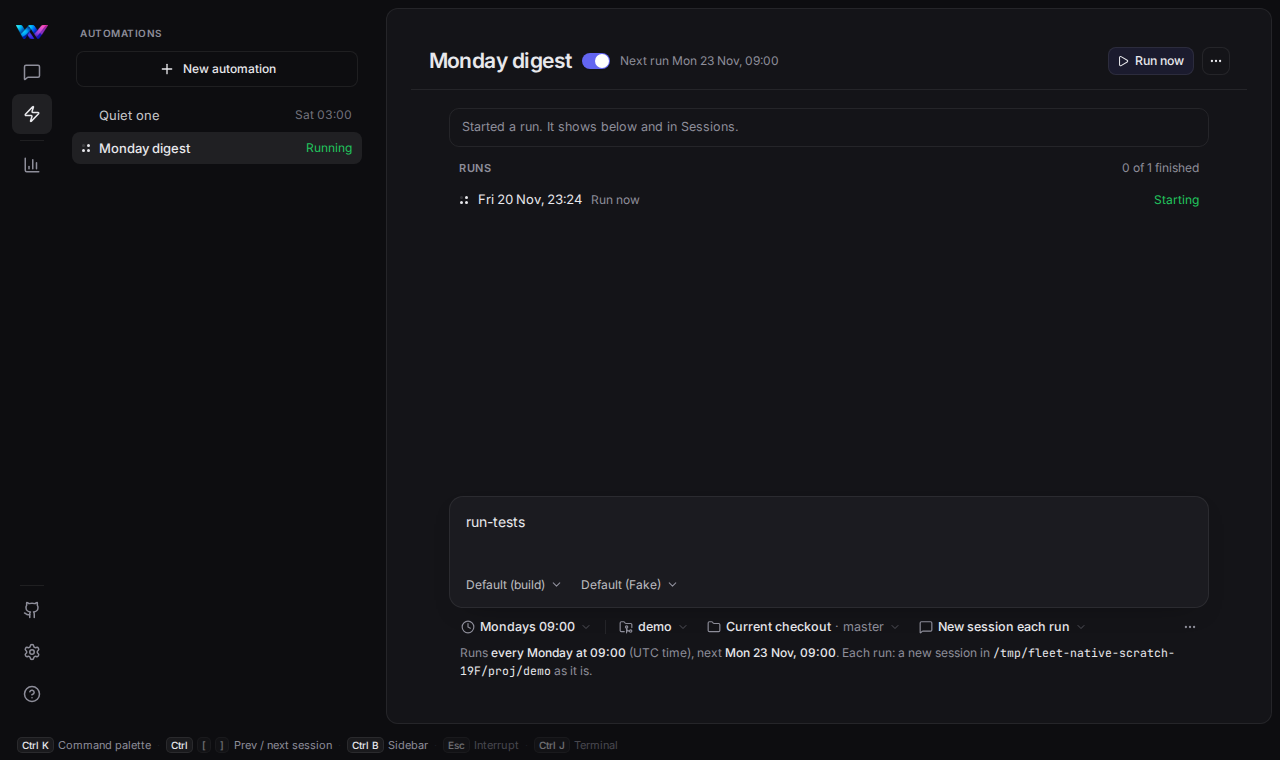 AUTOMATIONS
New automation
Quiet one Sat 03:00
Monday digest Running
Monday digest Next run Mon 23 Nov, 09:00 Run now
Started a run. It shows below and in Sessions.
RUNS 0 of 1 finished
Fri 20 Nov, 23:24 Run now Starting
run-tests
Default (build) Default (Fake)
Mondays 09:00 demo Current checkout · master New session each run
Runs every Monday at 09:00 (UTC time), next Mon 23 Nov, 09:00. Each run: a new session in /tmp/fleet-native-scratch-
19F/proj/demo as it is.
Ctrl K Command palette Ctrl [ ] Prev / next session Ctrl B Sidebar Esc Interrupt Ctrl J Terminal